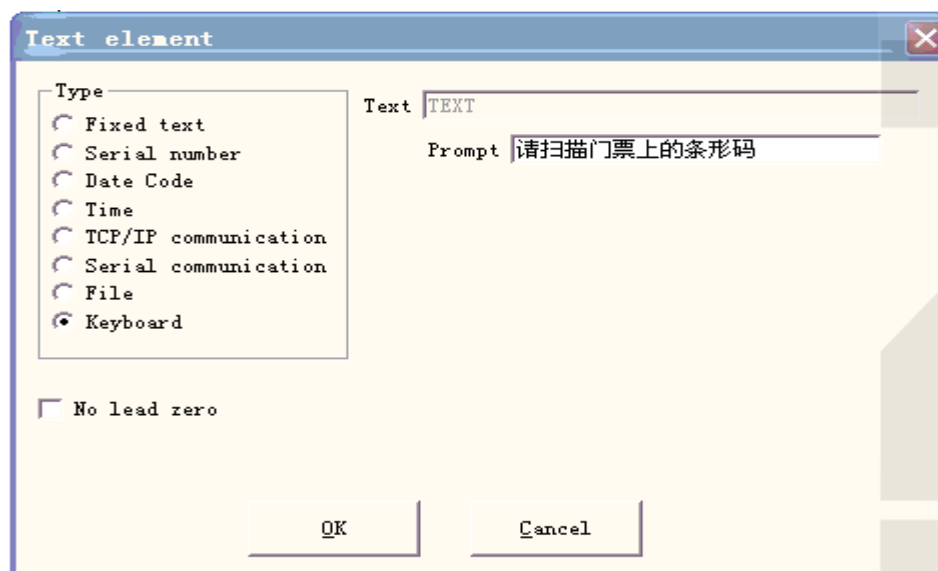 Text element
Type
Fixed text
Serial number
Date Code
Time
TCP/IP communication
Serial communication
File
Keyboard
Text TEXT
Prompt 请扫描门票上的条形码
No lead zero
OK
Cancel